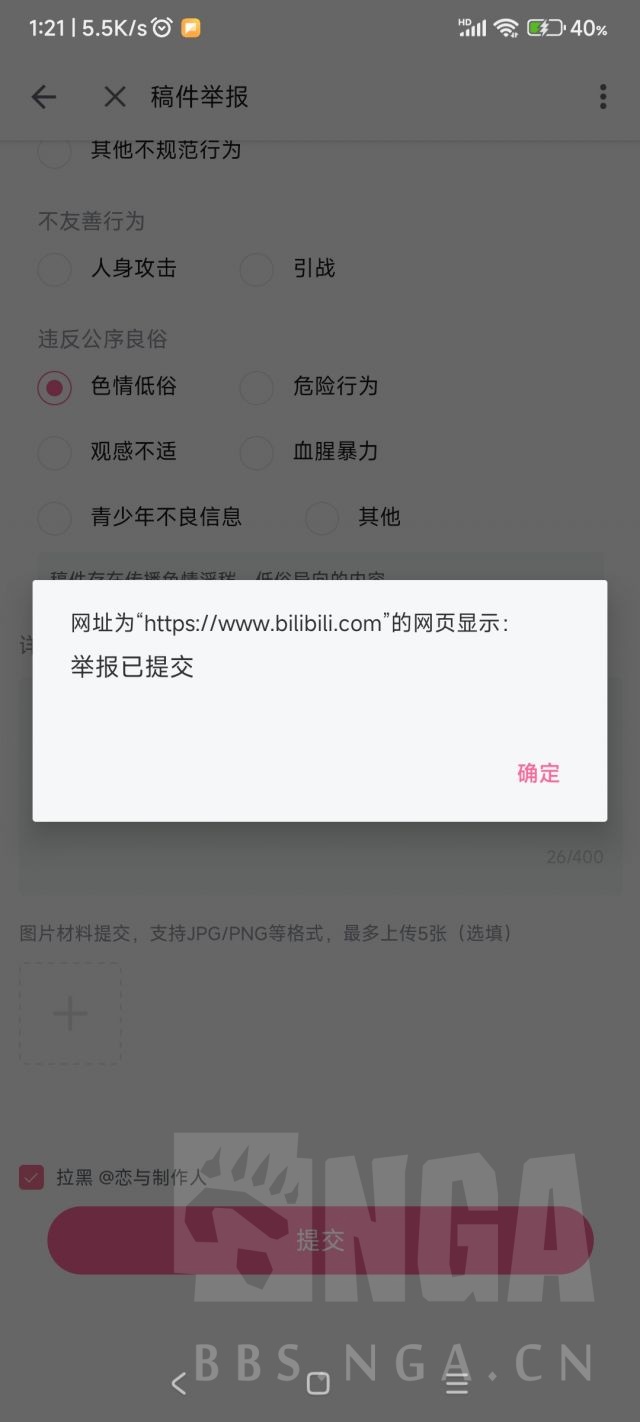 1:21 | 5.5K/s
HD
40%
稿件举报
其他不规范行为
不友善行为
人身攻击 引战
违反公序良俗
色情低俗 危险行为
观感不适 血腥暴力
青少年不良信息 其他
稿件存在传播色情淫秽、低俗导向的内容
详
网址为“https://www.bilibili.com”的网页显示：
举报已提交
确定
26/400
图片材料提交，支持JPG/PNG等格式，最多上传5张（选填）
拉黑 @恋与制作人
提交
NGA
BBS.NGA.CN